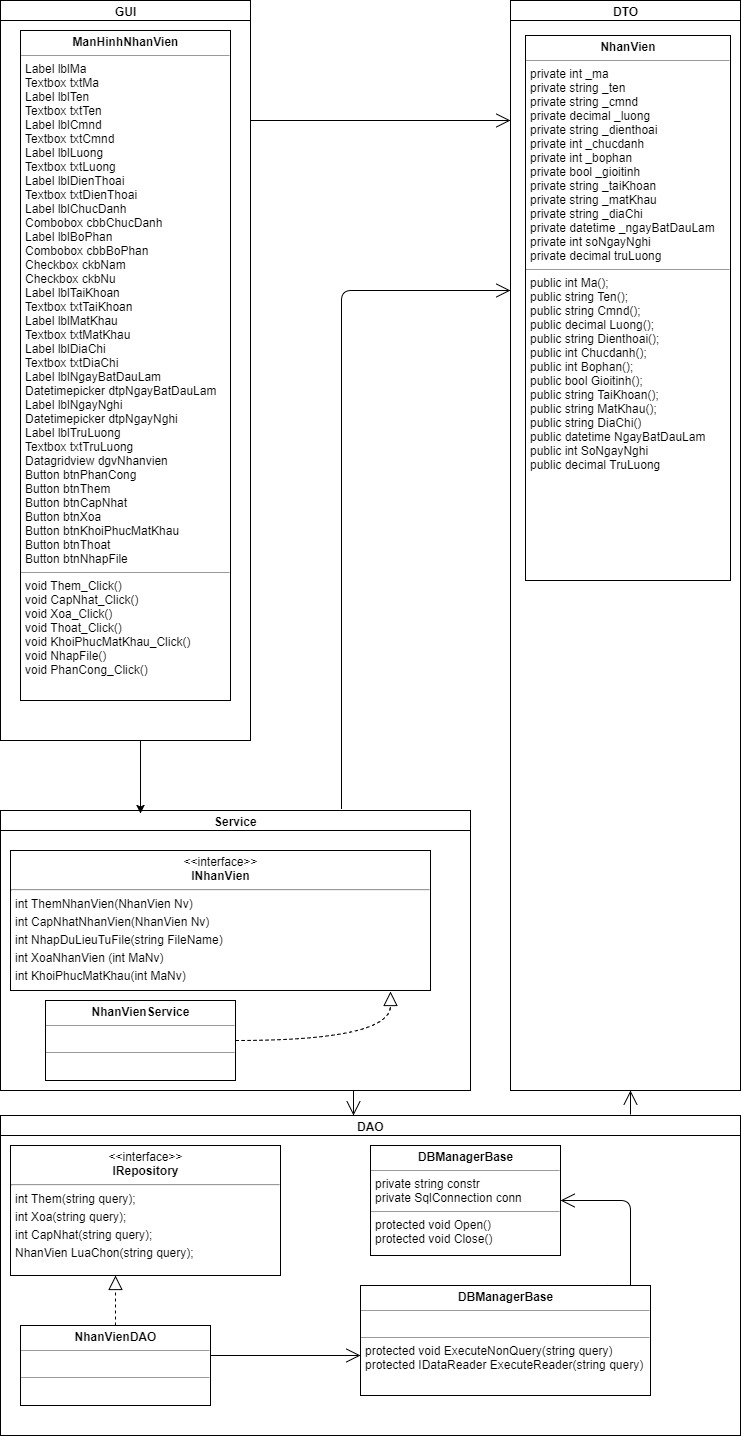 GUI
ManHinhNhanVien
Label lblMa
Textbox txtMa
Label lblTen
Textbox txtTen
Label lblCmnd
Textbox txtCmnd
Label lblLuong
Textbox txtLuong
Label lblDienThoai
Textbox txtDienThoai
Label lblChucDanh
Combobox cbbChucDanh
Label lblBoPhan
Combobox cbbBoPhan
Checkbox ckbNam
Checkbox ckbNu
Label lblTaiKhoan
Textbox txtTaiKhoan
Label lblMatKhau
Textbox txtMatKhau
Label lblDiaChi
Textbox txtDiaChi
Label lblNgayBatDauLam
Datetimepicker dtpNgayBatDauLam
Label lblNgayNghi
Datetimepicker dtpNgayNghi
Label lblTruLuong
Textbox txtTruLuong
Datagridview dgvNhanvien
Button btnPhanCong
Button btnThem
Button btnCapNhat
Button btnXoa
Button btnKhoiPhucMatKhau
Button btnThoat
Button btnNhapFile
void Them_Click()
void CapNhat_Click()
void Xoa_Click()
void Thoat_Click()
void KhoiPhucMatKhau_Click()
void NhapFile()
void PhanCong_Click()
DTO
NhanVien
private int _ma
private string _ten
private string _cmnd
private decimal _luong
private string _dienthoai
private int _chucdanh
private int _bophan
private bool _gioitinh
private string _taiKhoan
private string _matKhau
private string _diaChi
private datetime _ngayBatDauLam
private int soNgayNghi
private decimal truLuong
public int Ma();
public string Ten();
public string Cmnd();
public decimal Luong();
public string Dienthoai();
public int Chucdanh();
public int Bophan();
public bool Gioitinh();
public string TaiKhoan();
public string MatKhau();
public string DiaChi()
public datetime NgayBatDauLam
public int SoNgayNghi
public decimal TruLuong
Service
<<interface>>
INhanVien
int ThemNhanVien(NhanVien Nv)
int CapNhatNhanVien(NhanVien Nv)
int NhapDuLieuTuFile(string FileName)
int XoaNhanVien (int MaNv)
int KhoiPhucMatKhau(int MaNv)
NhanVienService
DAO
<<interface>>
IRepository
int Them(string query);
int Xoa(string query);
int CapNhat(string query);
NhanVien LuaChon(string query);
NhanVienDAO
DBManagerBase
private string constr
private SqlConnection conn
protected void Open()
protected void Close()
DBManagerBase
protected void ExecuteNonQuery(string query)
protected IDataReader ExecuteReader(string query)